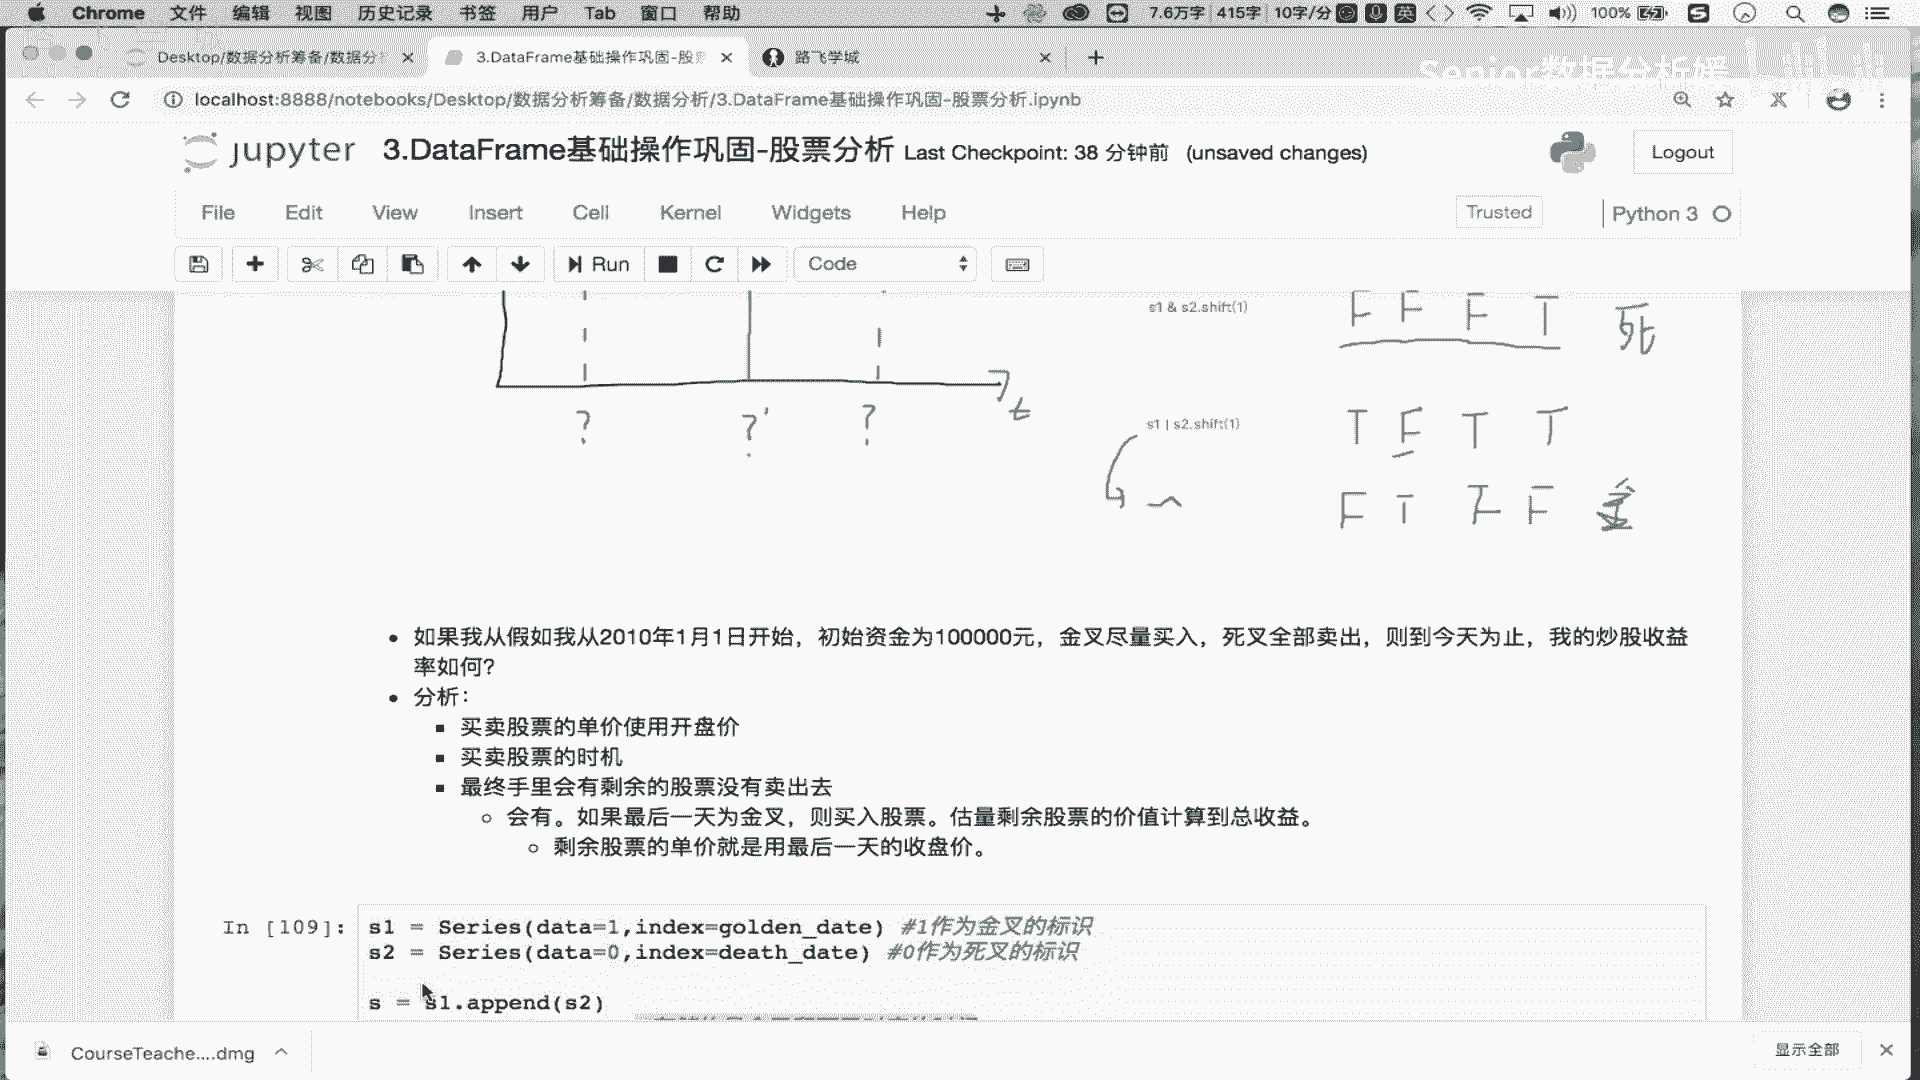 Chrome 文件 编辑 视图 历史记录 书签 用户 Tab 窗口 帮助 7.6万字 415字 10字/分 英 100%
Desktop/数据分析筹备/数据分析
3.DataFrame基础操作巩固-股票
路飞学城
Senior数据分析媛
bilibili
localhost:8888/notebooks/Desktop/数据分析筹备/数据分析/3.DataFrame基础操作巩固-股票分析.ipynb
jupyter 3.DataFrame基础操作巩固-股票分析 Last Checkpoint: 38 分钟前 (unsaved changes)
Logout
File Edit View Insert Cell Kernel Widgets Help
Trusted
Python 3
Run
Code
s1 & s2.shift(1) F F F T 死
t
? ?' ?
s1 | s2.shift(1) T F T T
~ F T F F 金
如果我从假如我从2010年1月1日开始，初始资金为100000元，金叉尽量买入，死叉全部卖出，则到今天为止，我的炒股收益
率如何？
分析：
买卖股票的单价使用开盘价
买卖股票的时机
最终手里会有剩余的股票没有卖出去
会有。如果最后一天为金叉，则买入股票。估量剩余股票的价值计算到总收益。
剩余股票的单价就是用最后一天的收盘价。
In [109]:
s1 = Series(data=1,index=golden_date) #1作为金叉的标识
s2 = Series(data=0,index=death_date) #0作为死叉的标识
s = s1.append(s2)
CourseTeache....dmg
显示全部